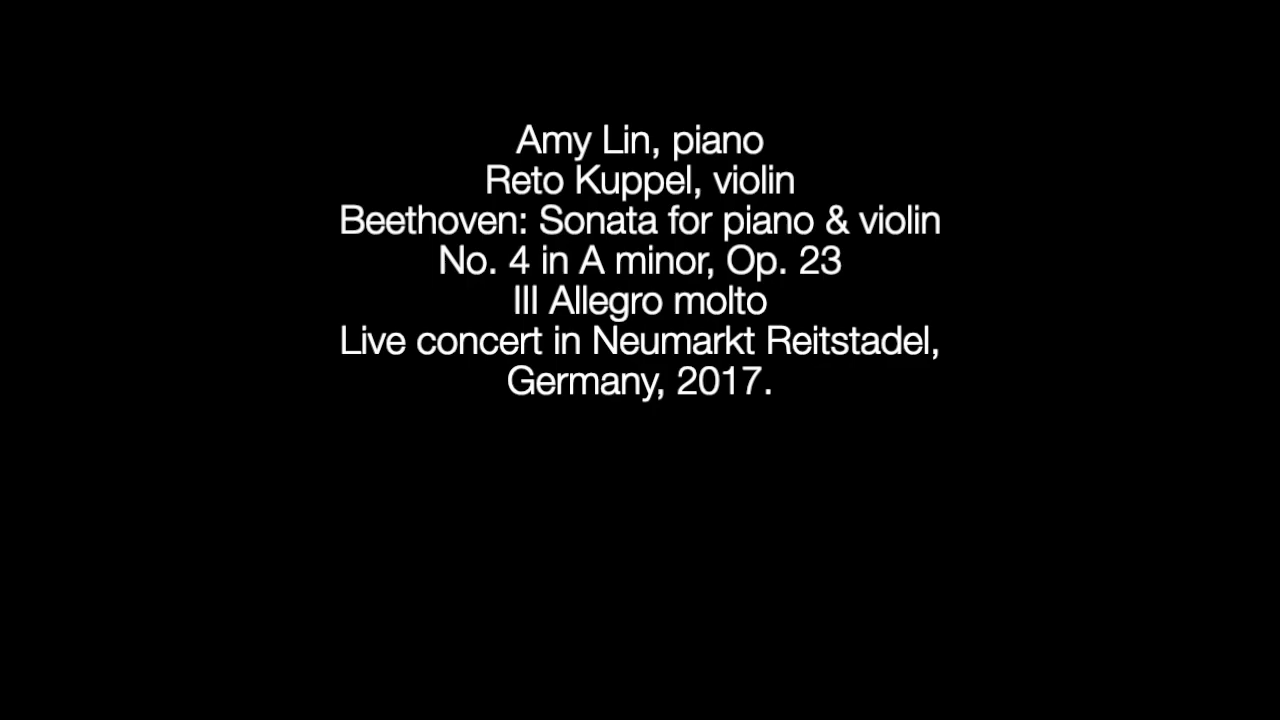 Amy Lin, piano
Reto Kuppel, violin
Beethoven: Sonata for piano & violin
No. 4 in A minor, Op. 23
III Allegro molto
Live concert in Neumarkt Reitstadel,
Germany, 2017.